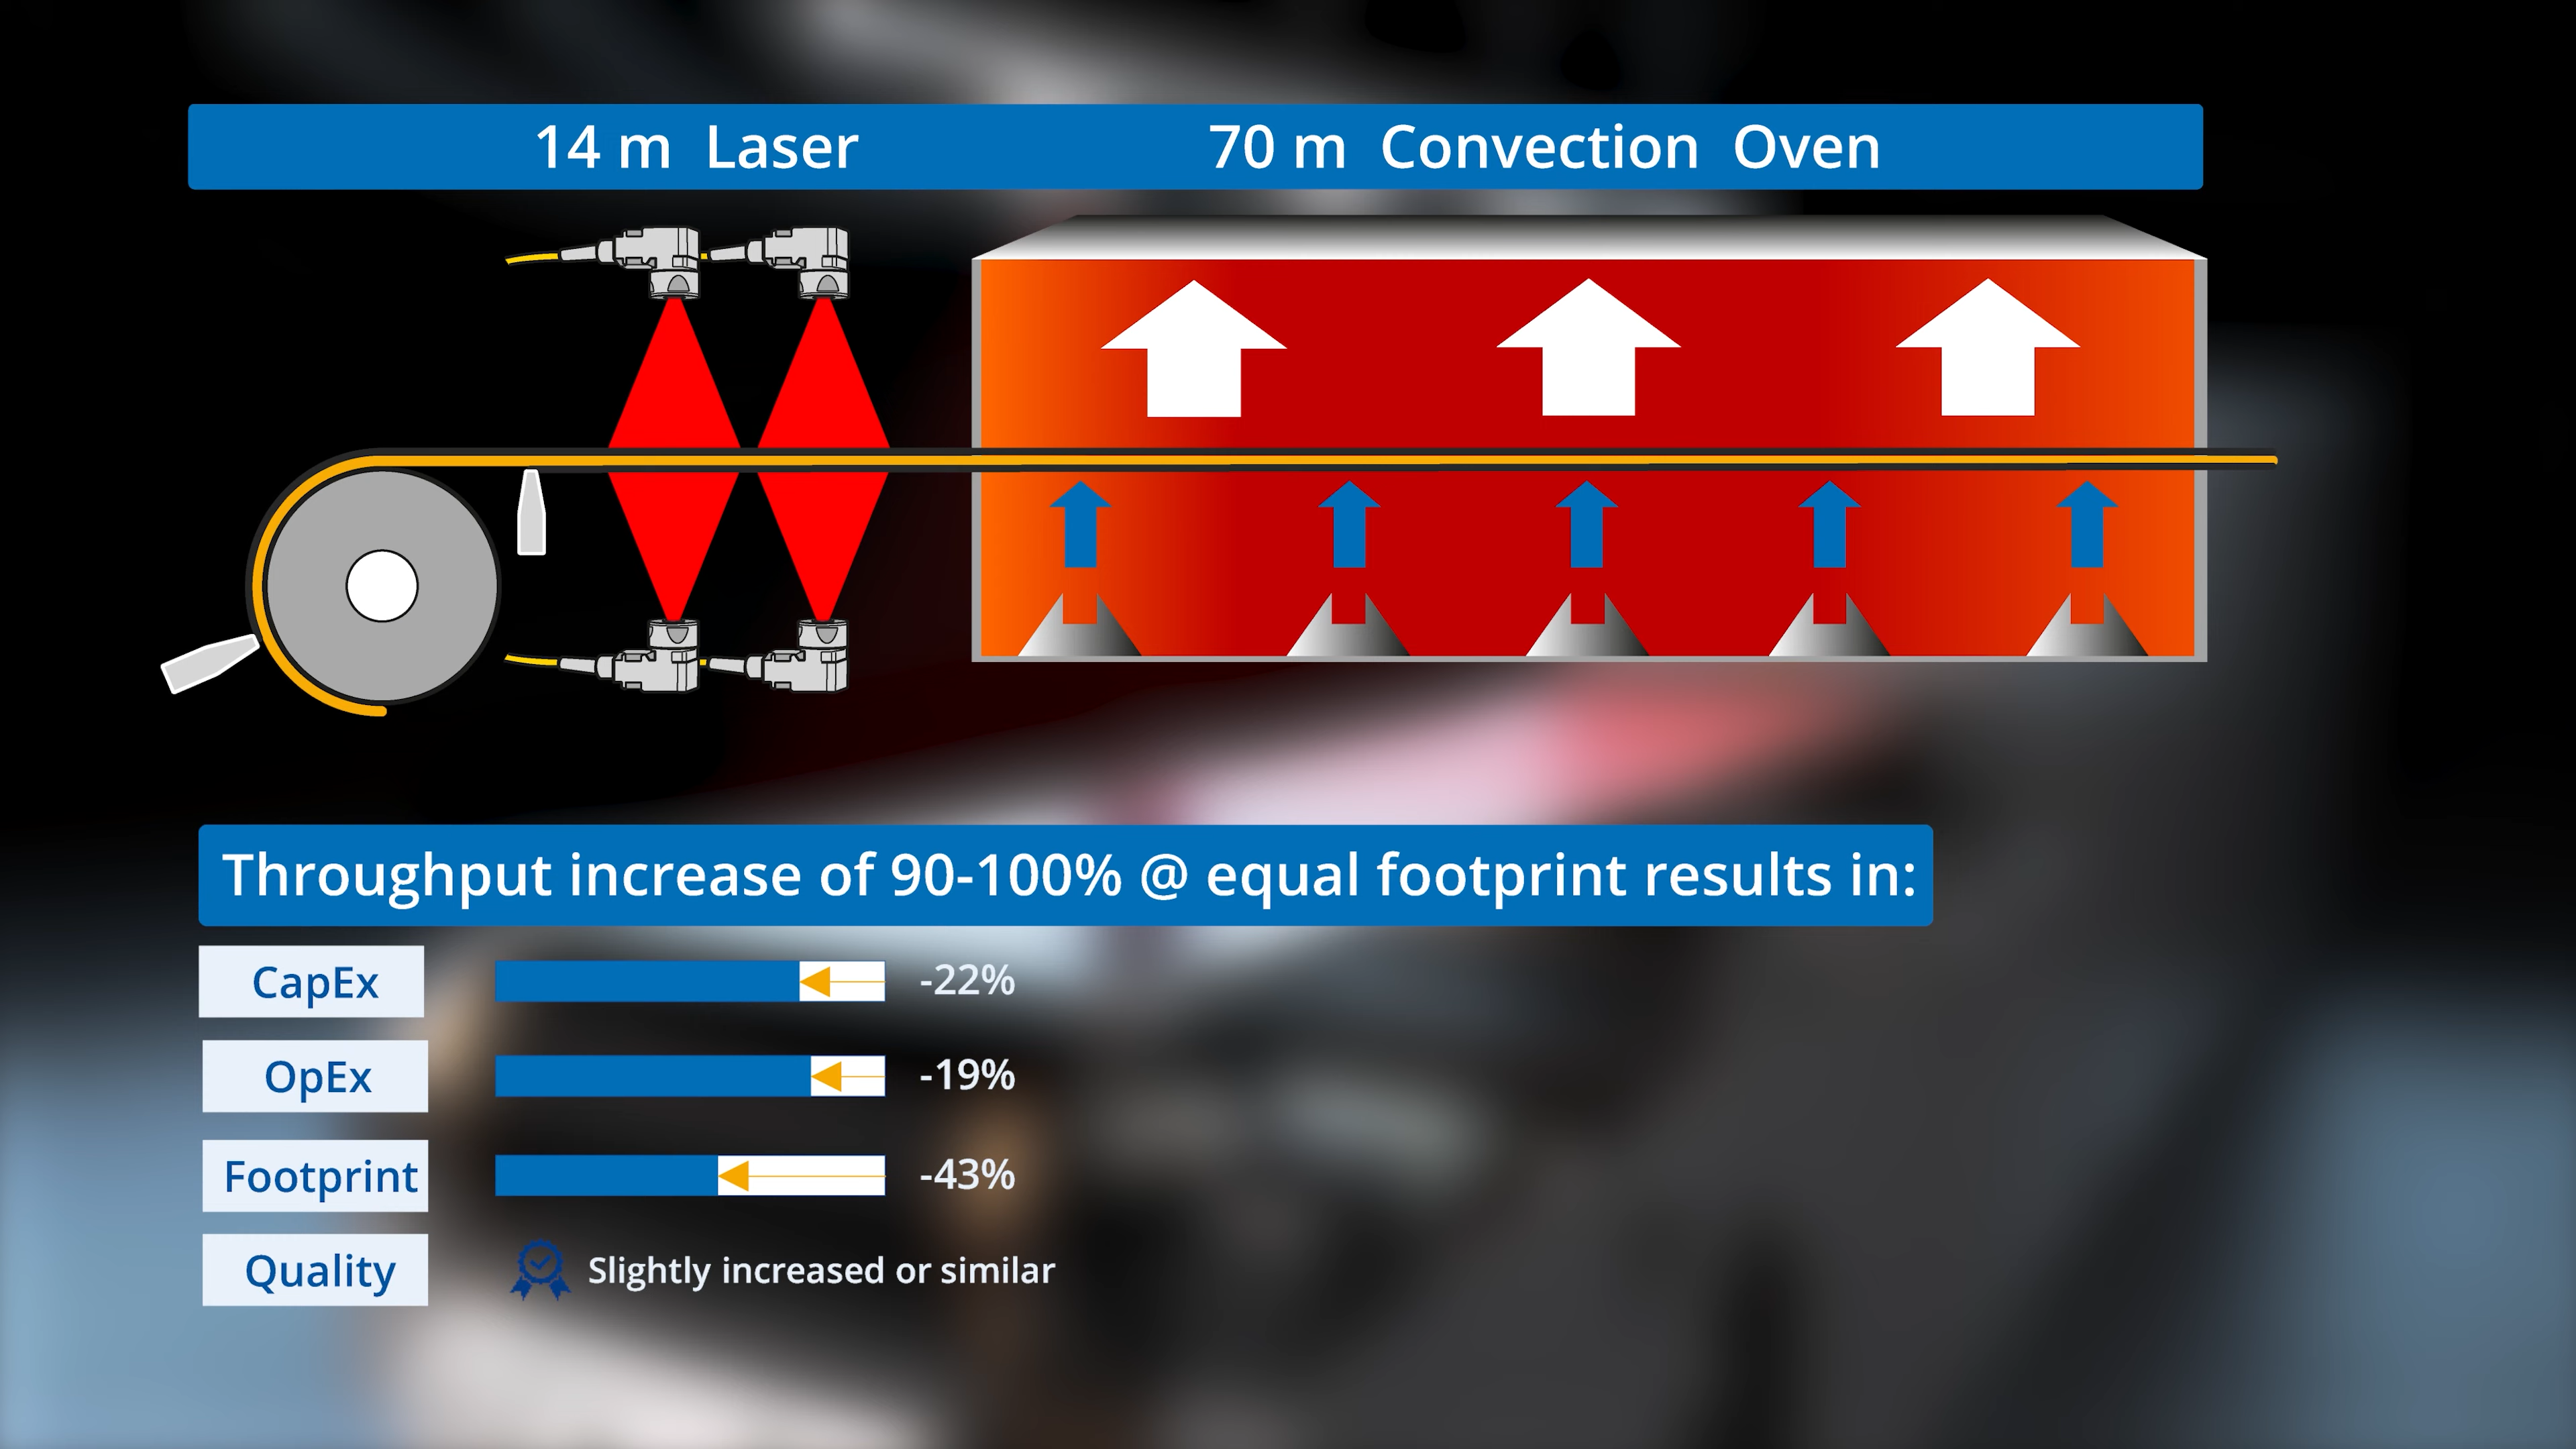 14 m Laser 70 m Convection Oven
Throughput increase of 90-100% @ equal footprint results in:
CapEx -22%
OpEx -19%
Footprint -43%
Quality Slightly increased or similar